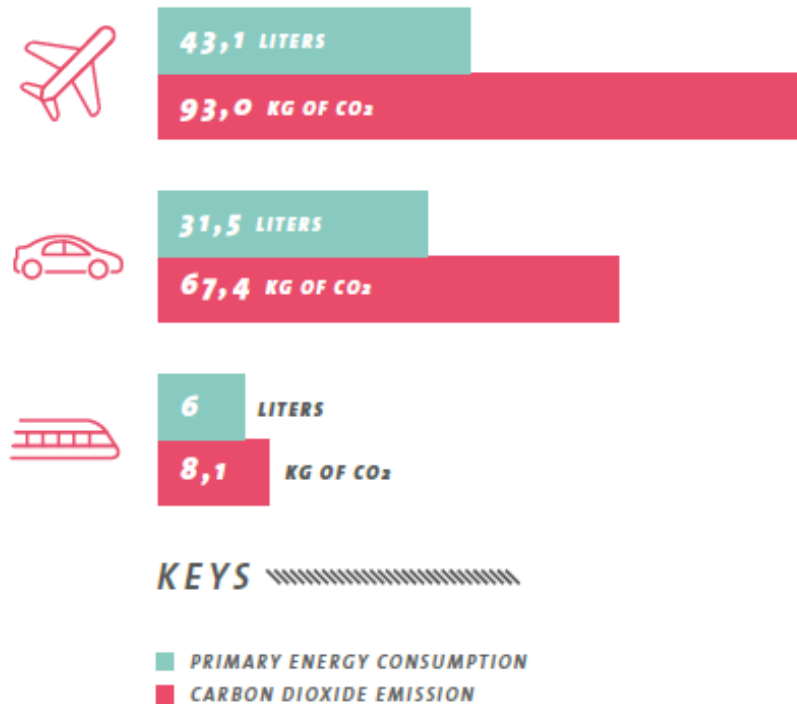 43,1 LITERS
93,0 KG OF CO₂
31,5 LITERS
67,4 KG OF CO₂
6 LITERS
8,1 KG OF CO₂
KEYS
PRIMARY ENERGY CONSUMPTION
CARBON DIOXIDE EMISSION